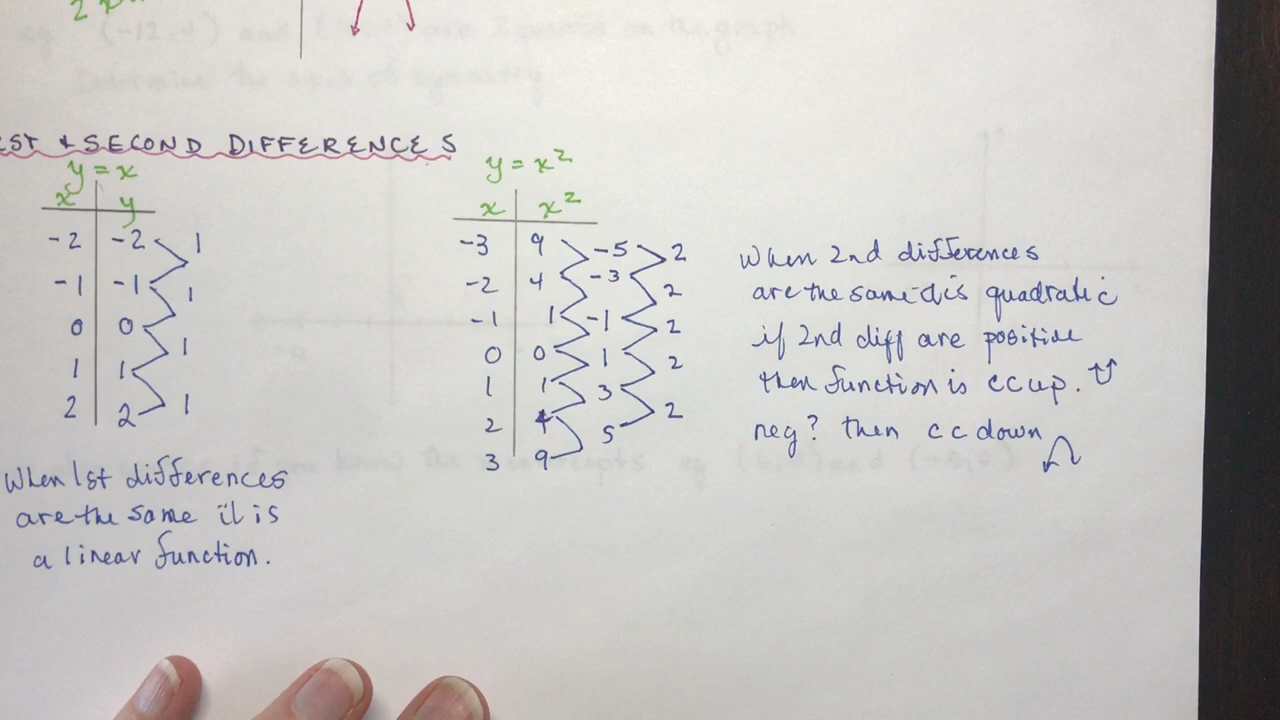 EST & SECOND DIFFERENCES
y = x
x y
-2 -2 1
-1 -1 1
0 0 1
1 1 1
2 2
When 1st differences
are the same it is
a linear function.
y = x²
x x²
-3 9 -5 2
-2 4 -3 2
-1 1 -1 2
0 0 1 2
1 1 3 2
2 4 5
3 9
When 2nd differences
are the same it is quadratic
if 2nd diff are positive
then function is cc up.
neg? then cc down